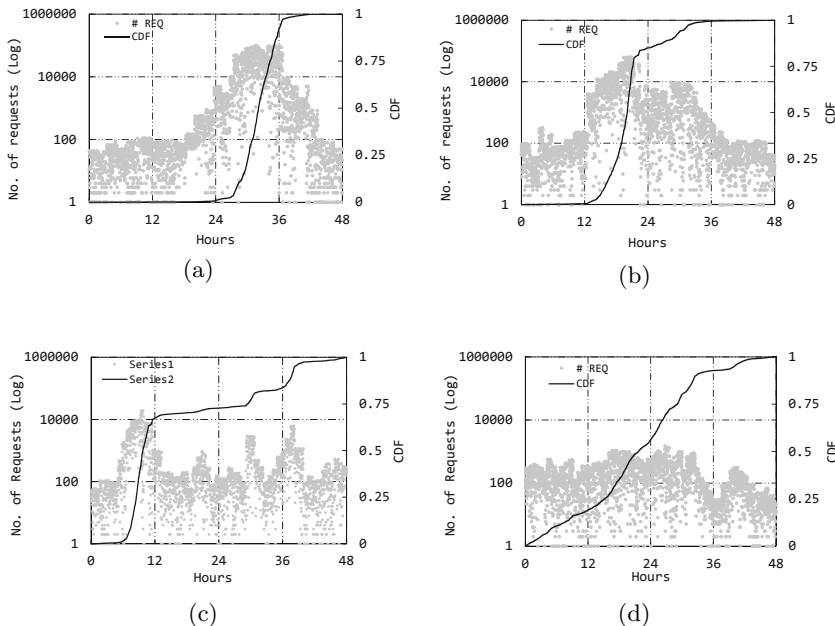 1000000
10000
100
1
No. of requests (Log)
# REQ
CDF
1
0.75
0.5
0.25
0
CDF
0 12 24 36 48
Hours
(a)
1000000
10000
100
1
No. of requests (Log)
# REQ
CDF
1
0.75
0.5
0.25
0
CDF
0 12 24 36 48
Hours
(b)
1000000
10000
100
1
No. of Requests (Log)
Series1
Series2
1
0.75
0.5
0.25
0
CDF
0 12 24 36 48
Hours
(c)
1000000
10000
100
1
No. of Requests (Log)
# REQ
CDF
1
0.75
0.5
0.25
0
CDF
0 12 24 36 48
Hours
(d)